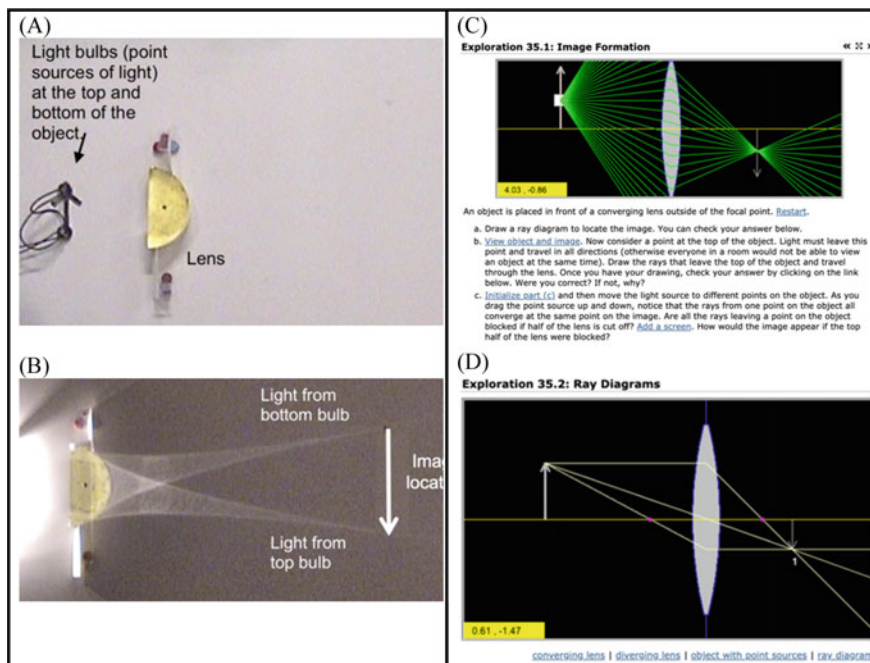 (A)
Light bulbs (point
sources of light)
at the top and
bottom of the
object
Lens
(B)
Light from
bottom bulb
Ima
locat
Light from
top bulb
(C)
Exploration 35.1: Image Formation
4.03 , -0.86
An object is placed in front of a converging lens outside of the focal point. Restart.
a. Draw a ray diagram to locate the image. You can check your answer below.
b. View object and image. Now consider a point at the top of the object. Light must leave this
point and travel in all directions (otherwise everyone in a room would not be able to view
an object at the same time). Draw the rays that leave the top of the object and travel
through the lens. Once you have your drawing, check your answer by clicking on the link
below. Were you correct? If not, why?
c. Initialize part (c) and then move the light source to different points on the object. As you
drag the point source up and down, notice that the rays from one point on the object all
converge at the same point on the image. Are all the rays leaving a point on the object
blocked if half of the lens is cut off? Add a screen. How would the image appear if the top
half of the lens were blocked?
(D)
Exploration 35.2: Ray Diagrams
1
0.61 , -1.47
converging lens | diverging lens | object with point sources | ray diagram